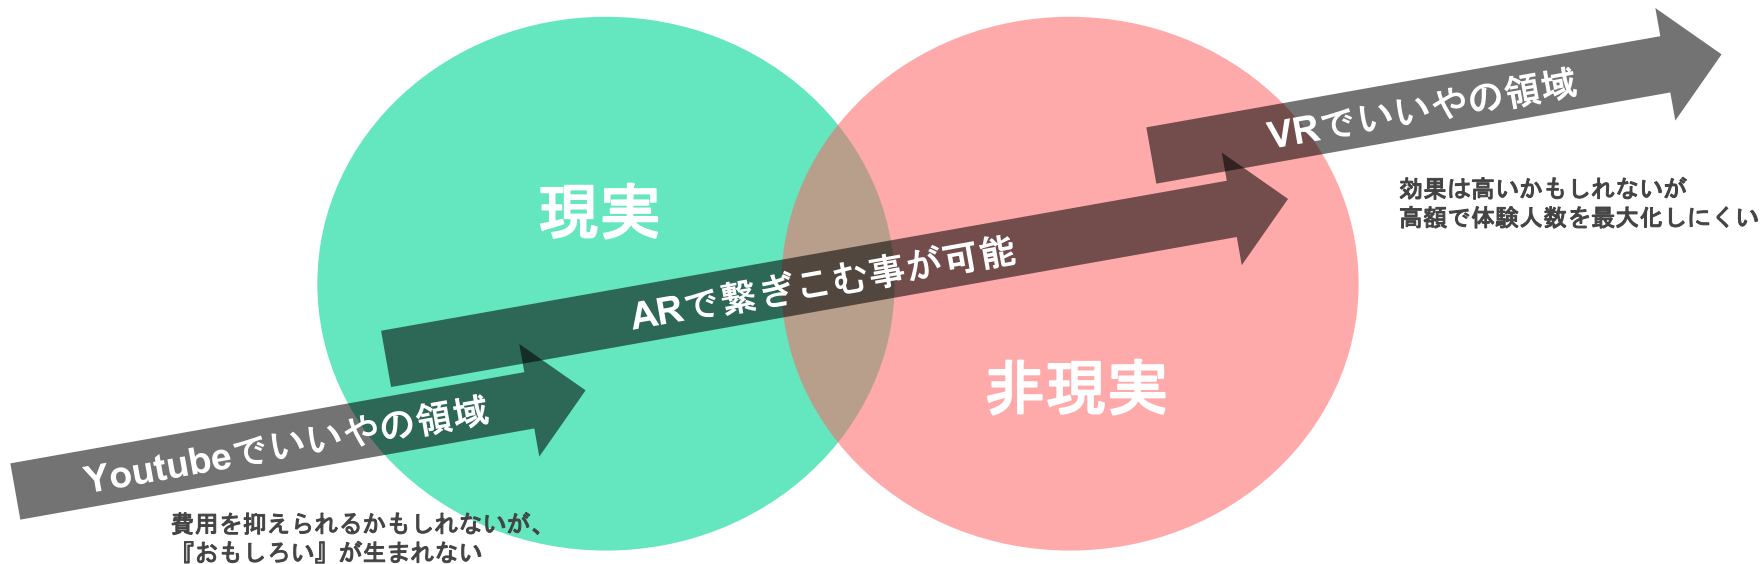 現実
非現実
Youtubeでいいやの領域
費用を抑えられるかもしれないが、
『おもしろい』が生まれない
ARで繋ぎこむ事が可能
VRでいいやの領域
効果は高いかもしれないが
高額で体験人数を最大化しにくい